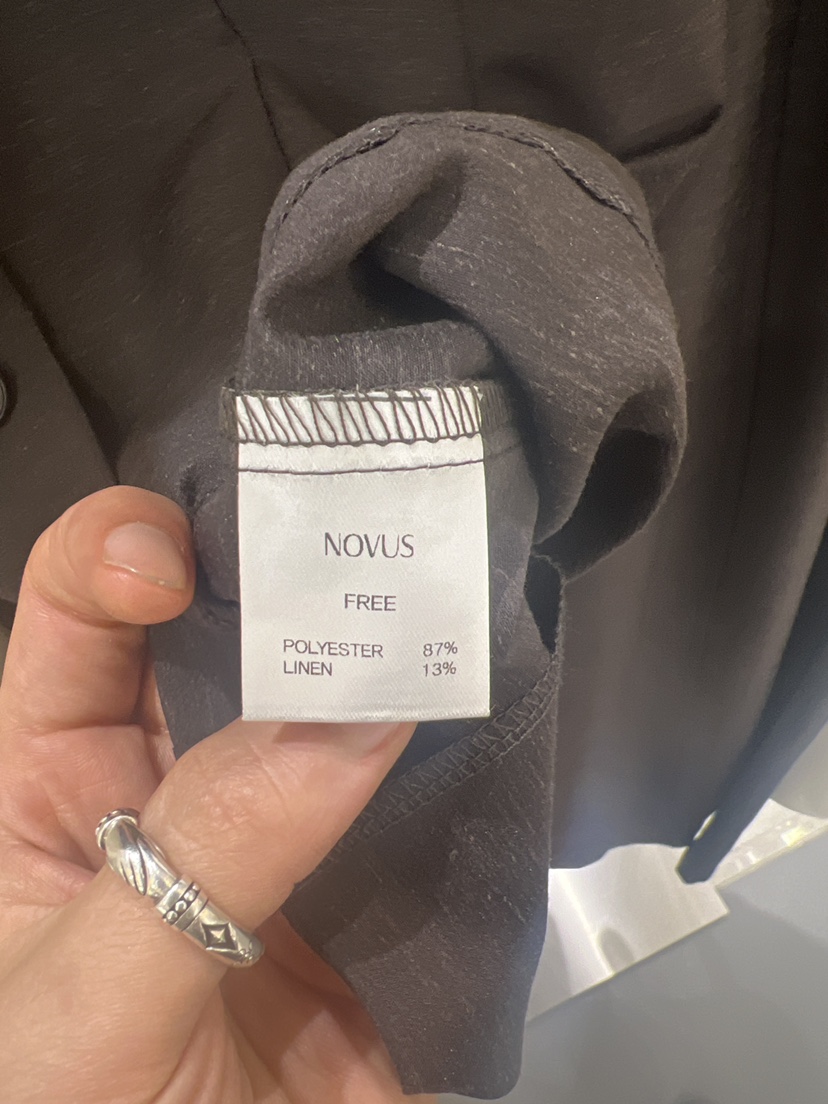 NOVUS
FREE
POLYESTER 87%
LINEN 13%